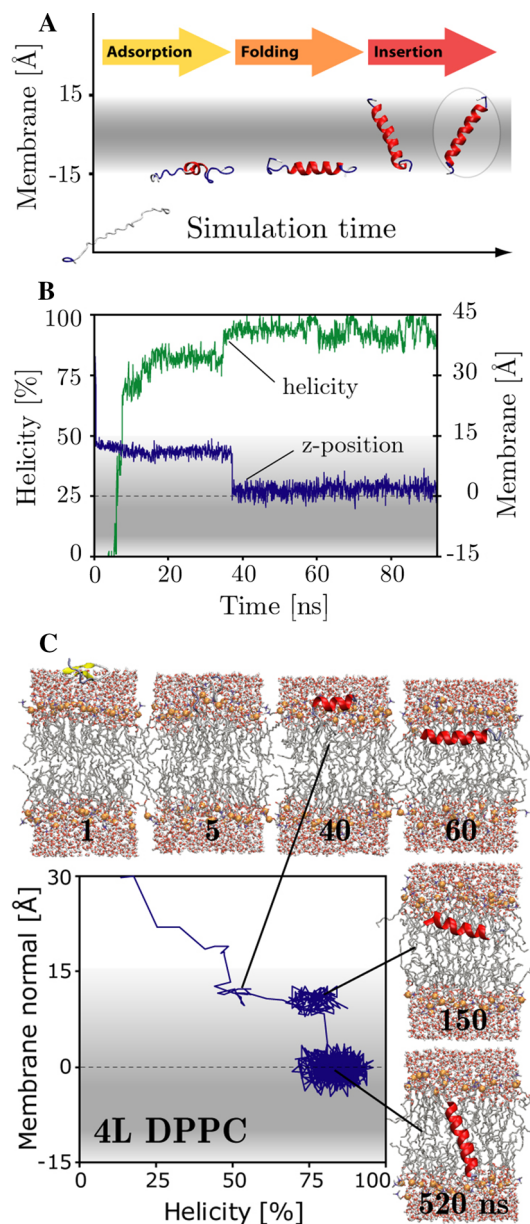 A
Adsorption
Folding
Insertion
Membrane [Å]
15
-15
Simulation time
B
Helicity [%]
100
75
50
25
0
helicity
z-position
45
30
15
0
-15
Membrane [Å]
0
20
40
60
80
Time [ns]
C
1
5
40
60
Membrane normal [Å]
30
15
0
-15
4L DPPC
0
25
50
75
100
Helicity [%]
150
520 ns